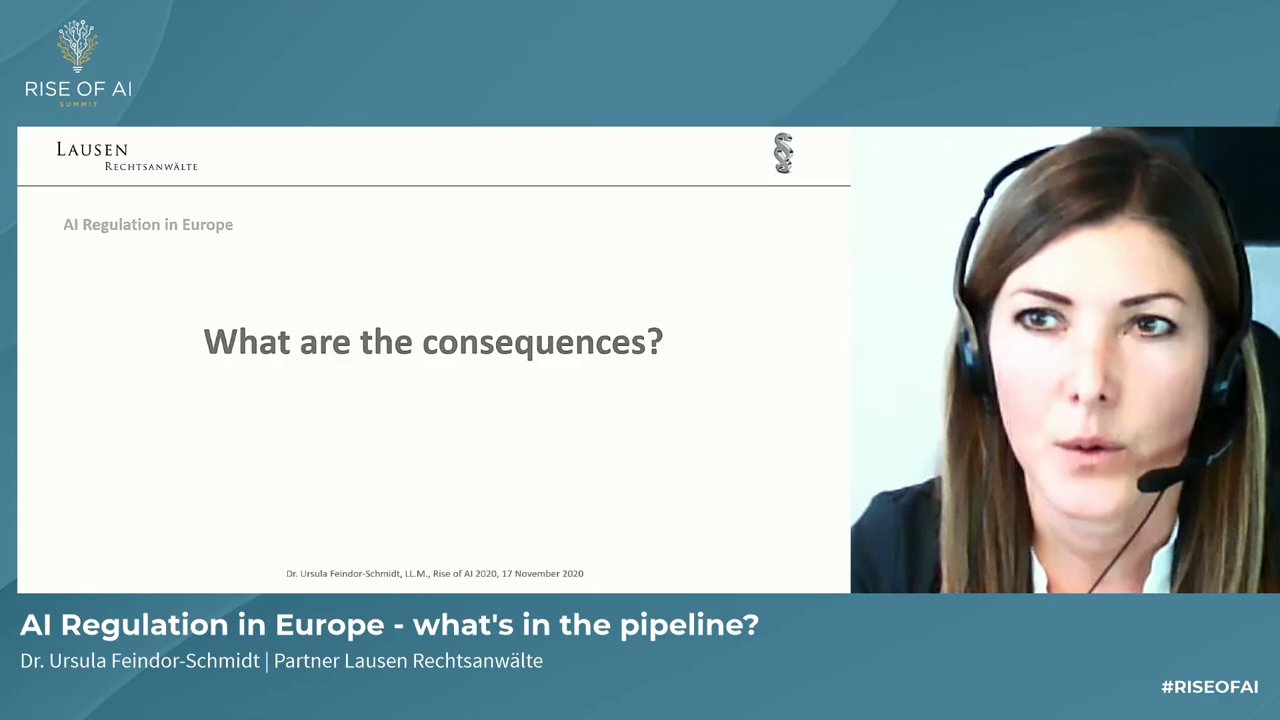 RISE OF AI
SUMMIT
LAUSEN
RECHTSANWÄLTE
AI Regulation in Europe
What are the consequences?
Dr. Ursula Feindor-Schmidt, LL.M., Rise of AI 2020, 17 November 2020
AI Regulation in Europe - what's in the pipeline?
Dr. Ursula Feindor-Schmidt | Partner Lausen Rechtsanwälte
#RISEOFAI